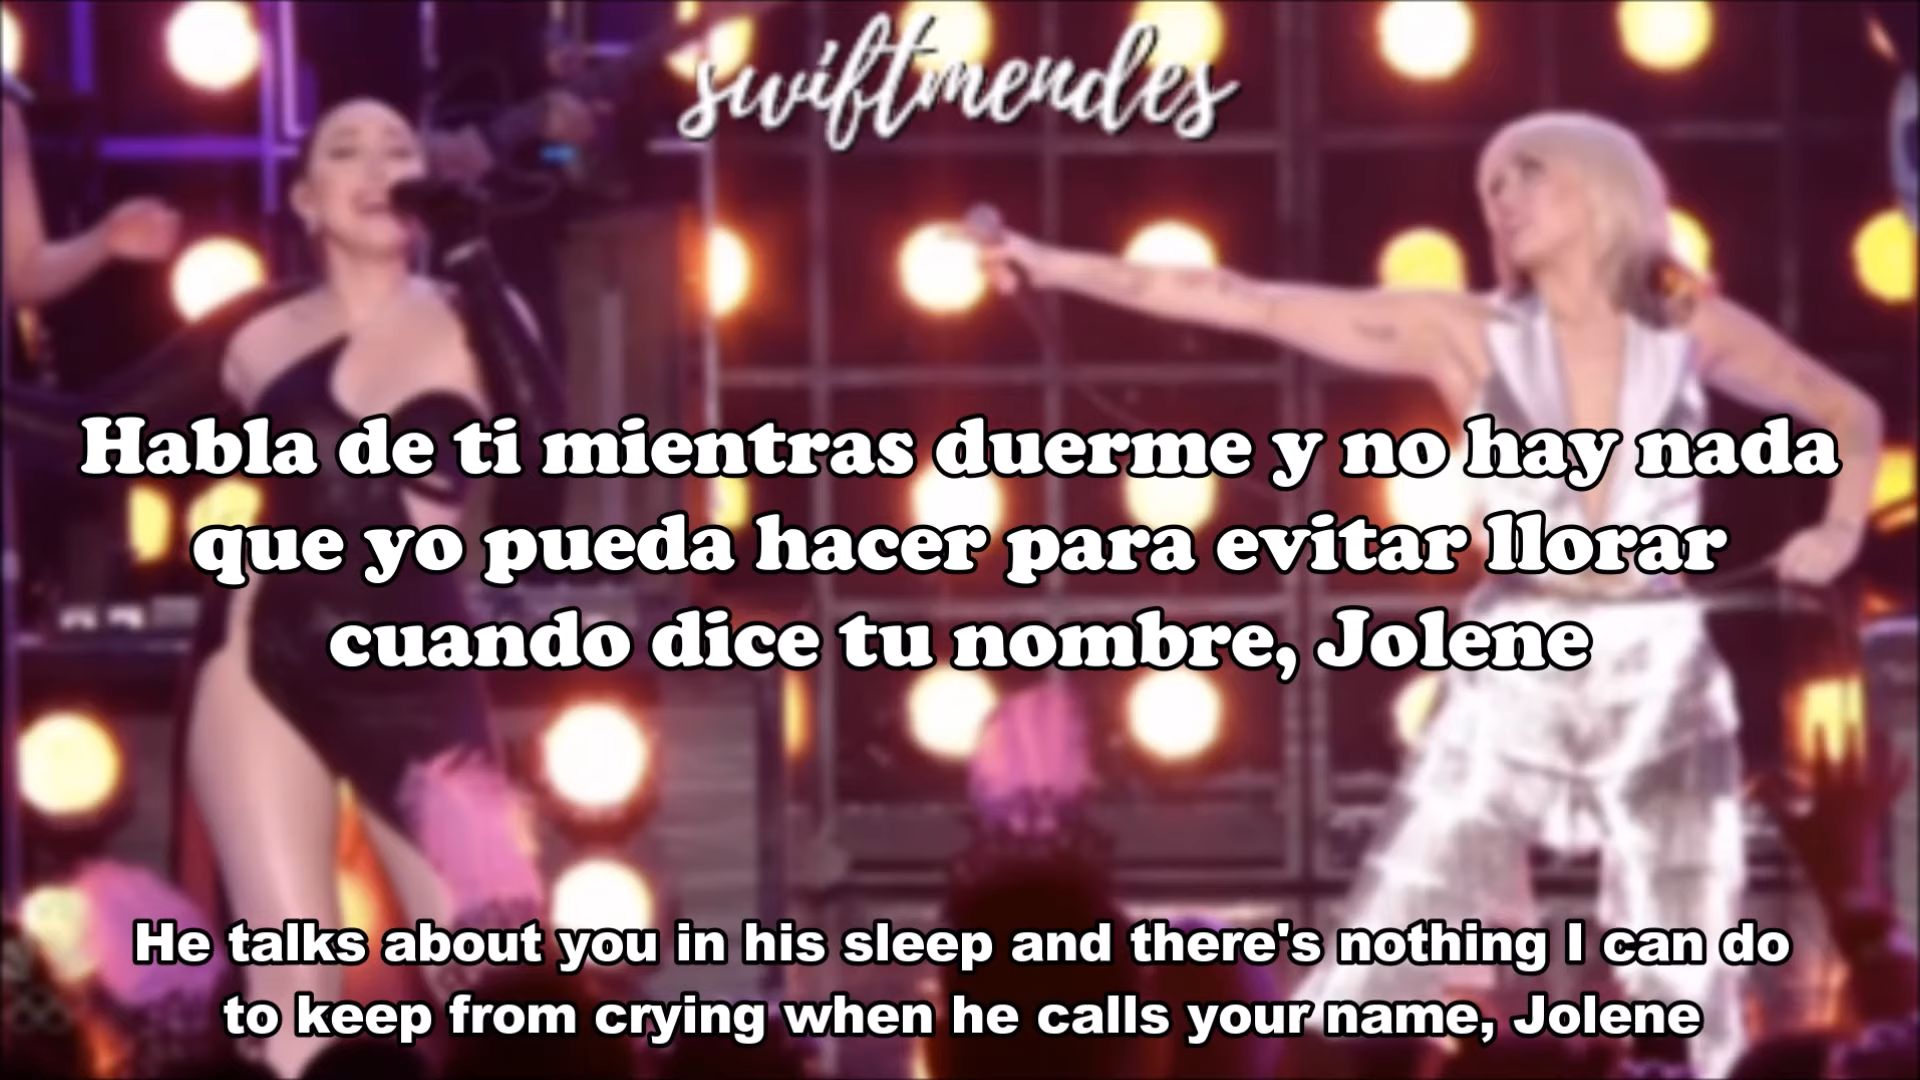 swiftmendes
Habla de ti mientras duerme y no hay nada
que yo pueda hacer para evitar llorar
cuando dice tu nombre, Jolene
He talks about you in his sleep and there's nothing I can do
to keep from crying when he calls your name, Jolene